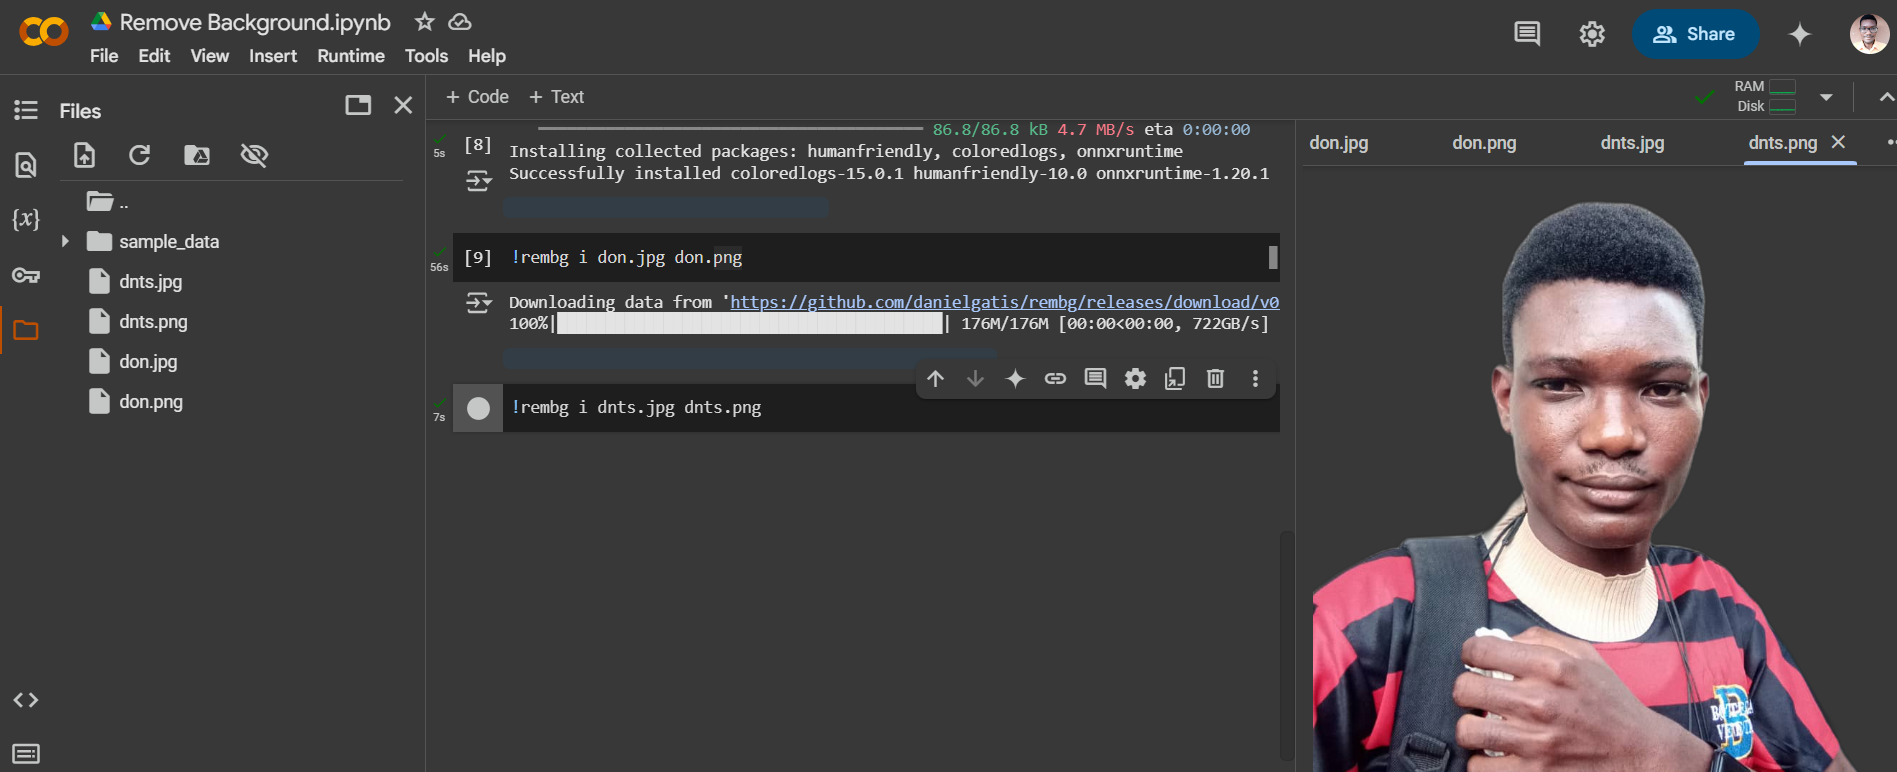 Remove Background.ipynb
File Edit View Insert Runtime Tools Help
Share
Files
+ Code + Text
RAM
Disk
..
sample_data
dnts.jpg
dnts.png
don.jpg
don.png
{x}
86.8/86.8 kB 4.7 MB/s eta 0:00:00
5s
[8]
Installing collected packages: humanfriendly, coloredlogs, onnxruntime
Successfully installed coloredlogs-15.0.1 humanfriendly-10.0 onnxruntime-1.20.1
56s
[9] !rembg i don.jpg don.png
Downloading data from 'https://github.com/danielgatis/rembg/releases/download/v0
100%| | 176M/176M [00:00<00:00, 722GB/s]
7s
!rembg i dnts.jpg dnts.png
don.jpg don.png dnts.jpg dnts.png
B